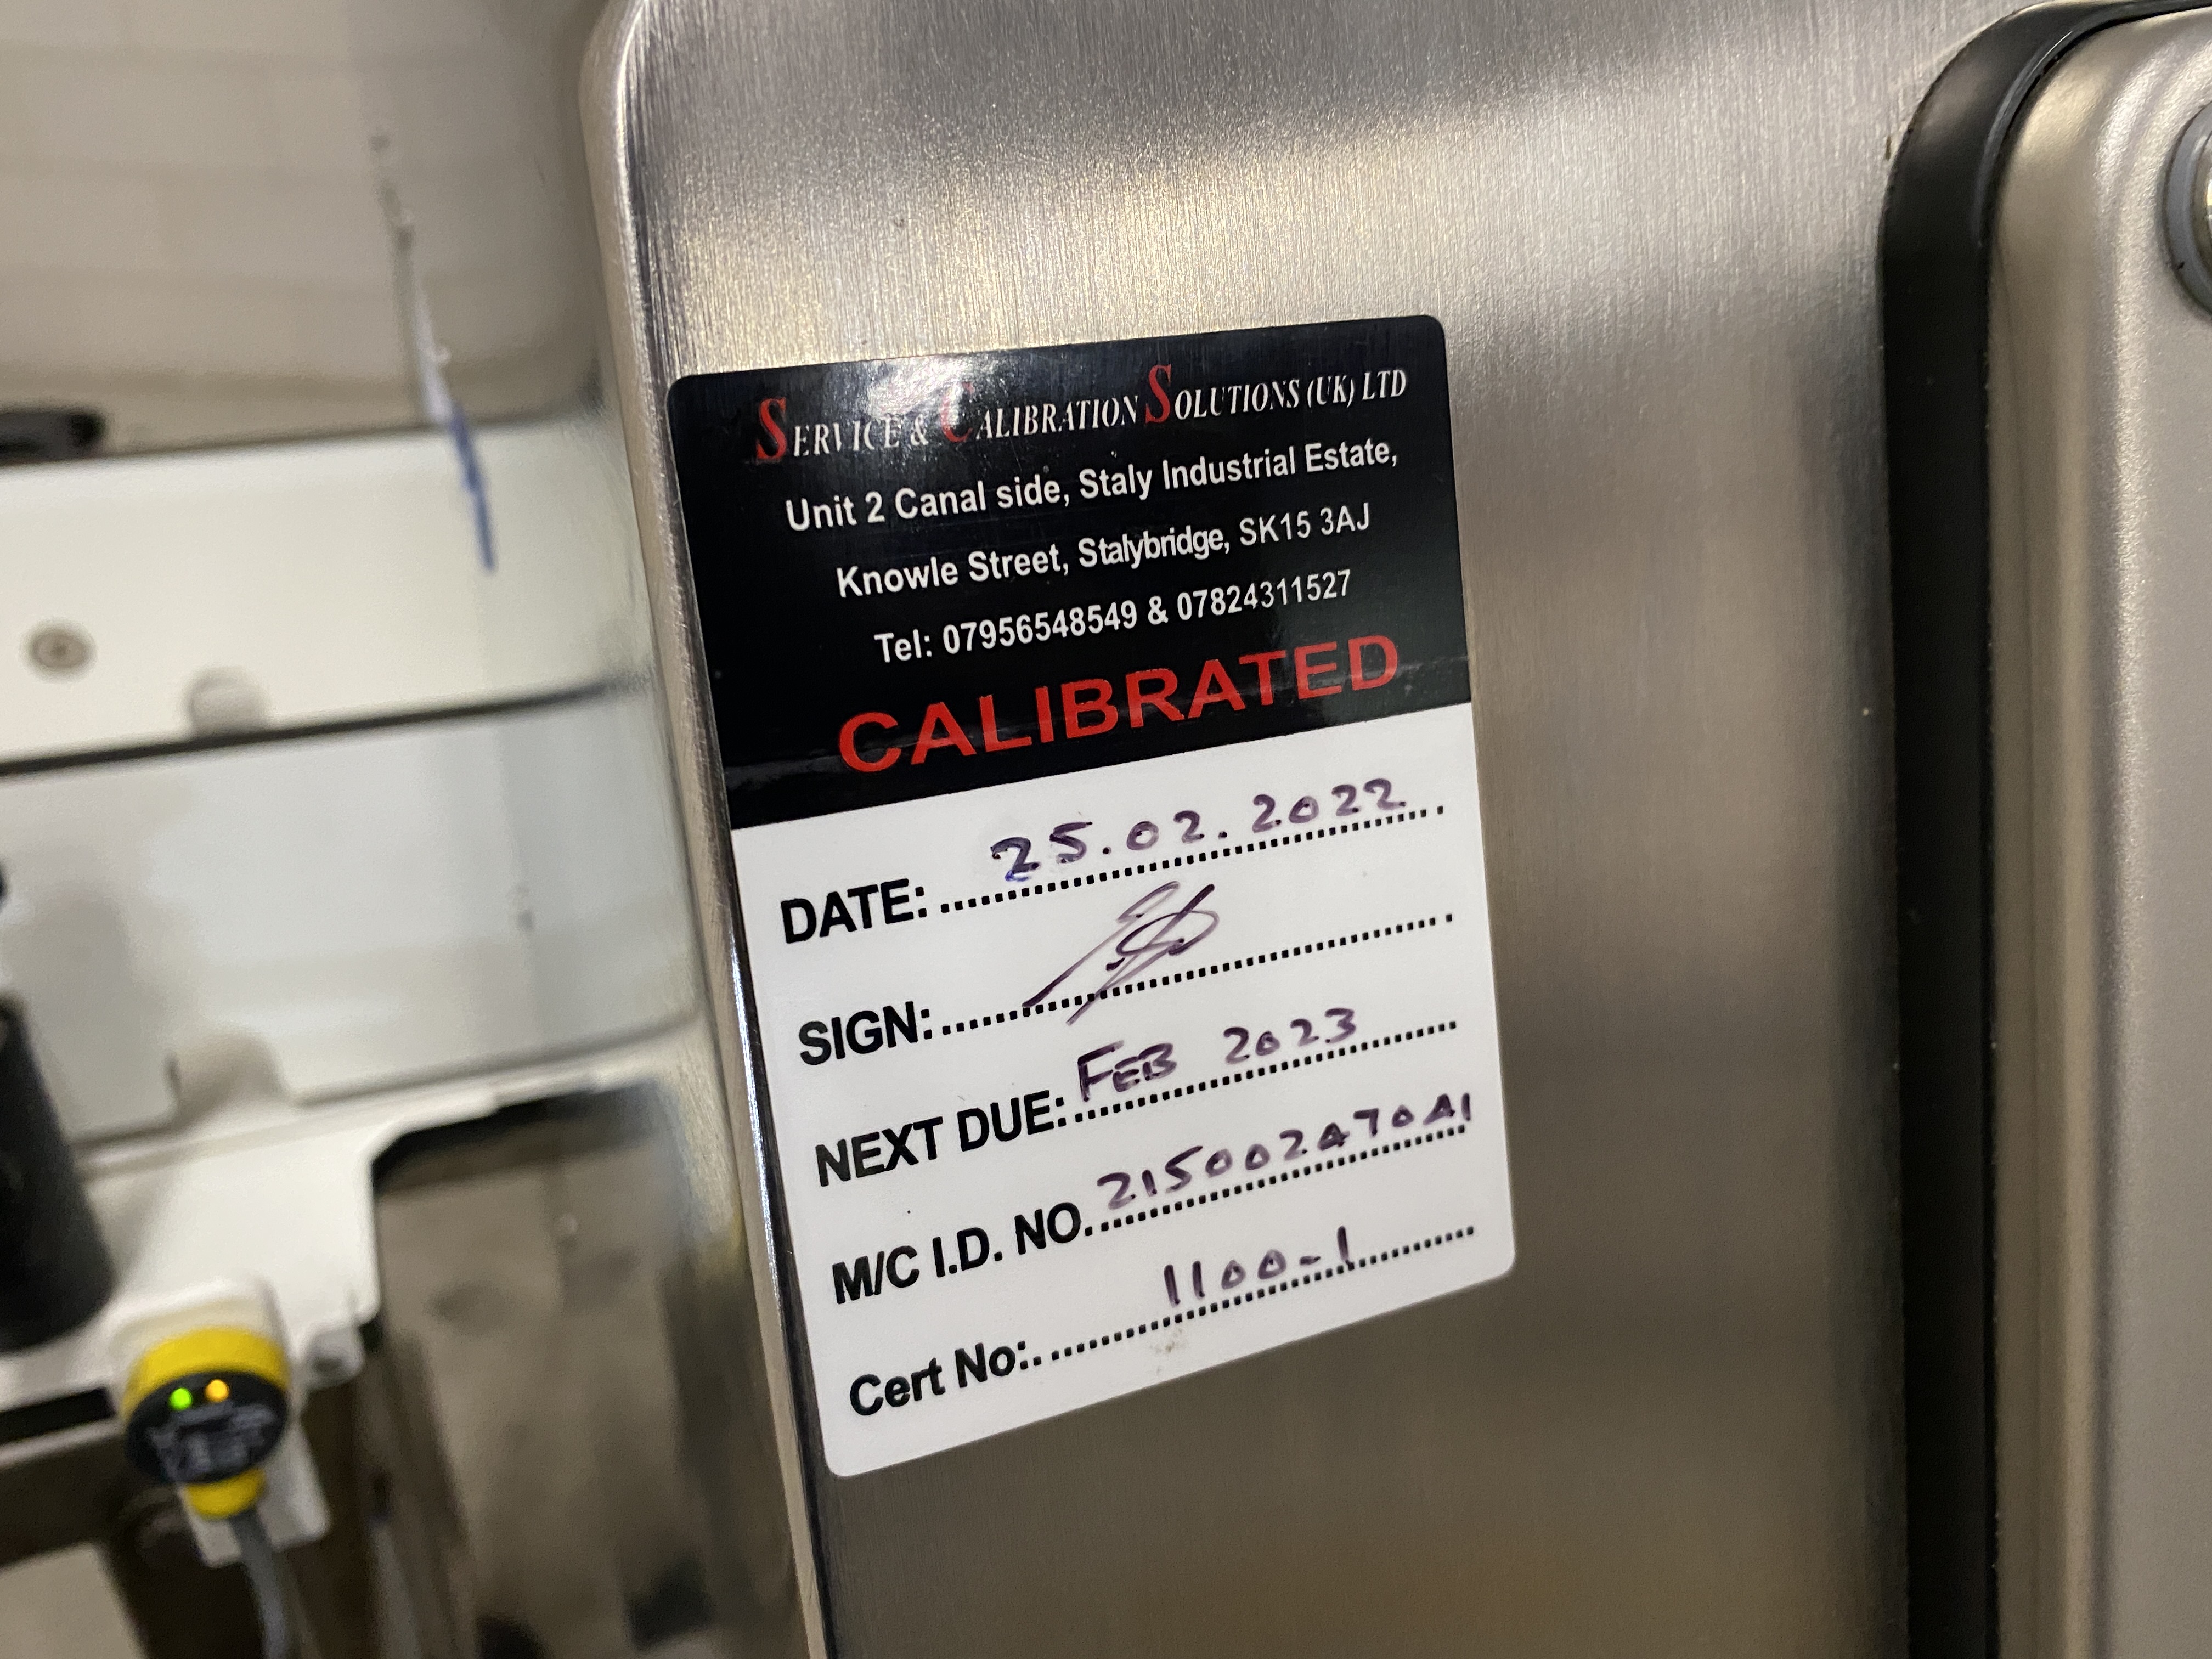 SERVICE & CALIBRATION SOLUTIONS (UK) LTD
Unit 2 Canal side, Staly Industrial Estate,
Knowle Street, Stalybridge, SK15 3AJ
Tel: 07956548549 & 07824311527
CALIBRATED
DATE: 25.02.2022
SIGN:
NEXT DUE: FEB 2023
M/C I.D. NO.
Cert No: 1100-1